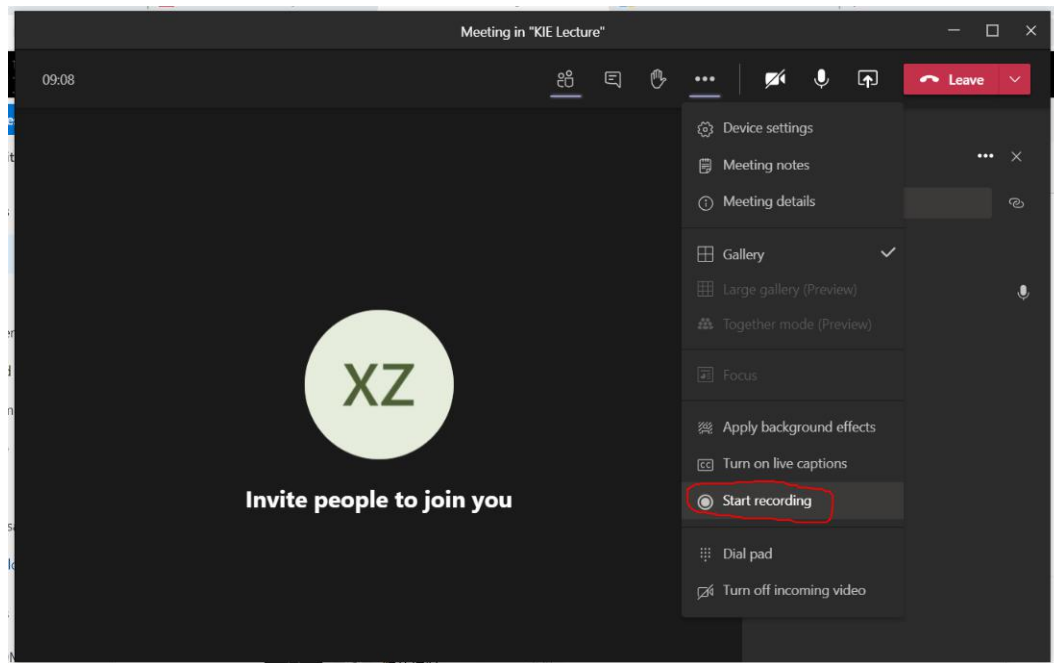 Meeting in "KIE Lecture"
09:08
Leave
Device settings
Meeting notes
Meeting details
Gallery
Large gallery (Preview)
Together mode (Preview)
Focus
Apply background effects
CC Turn on live captions
Start recording
Dial pad
Turn off incoming video
XZ
Invite people to join you